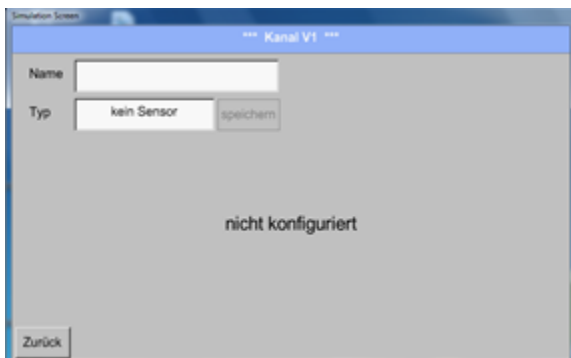 Simulation Screen
*** Kanal V1 ***
Name
Typ kein Sensor speichern
nicht konfiguriert
Zurück